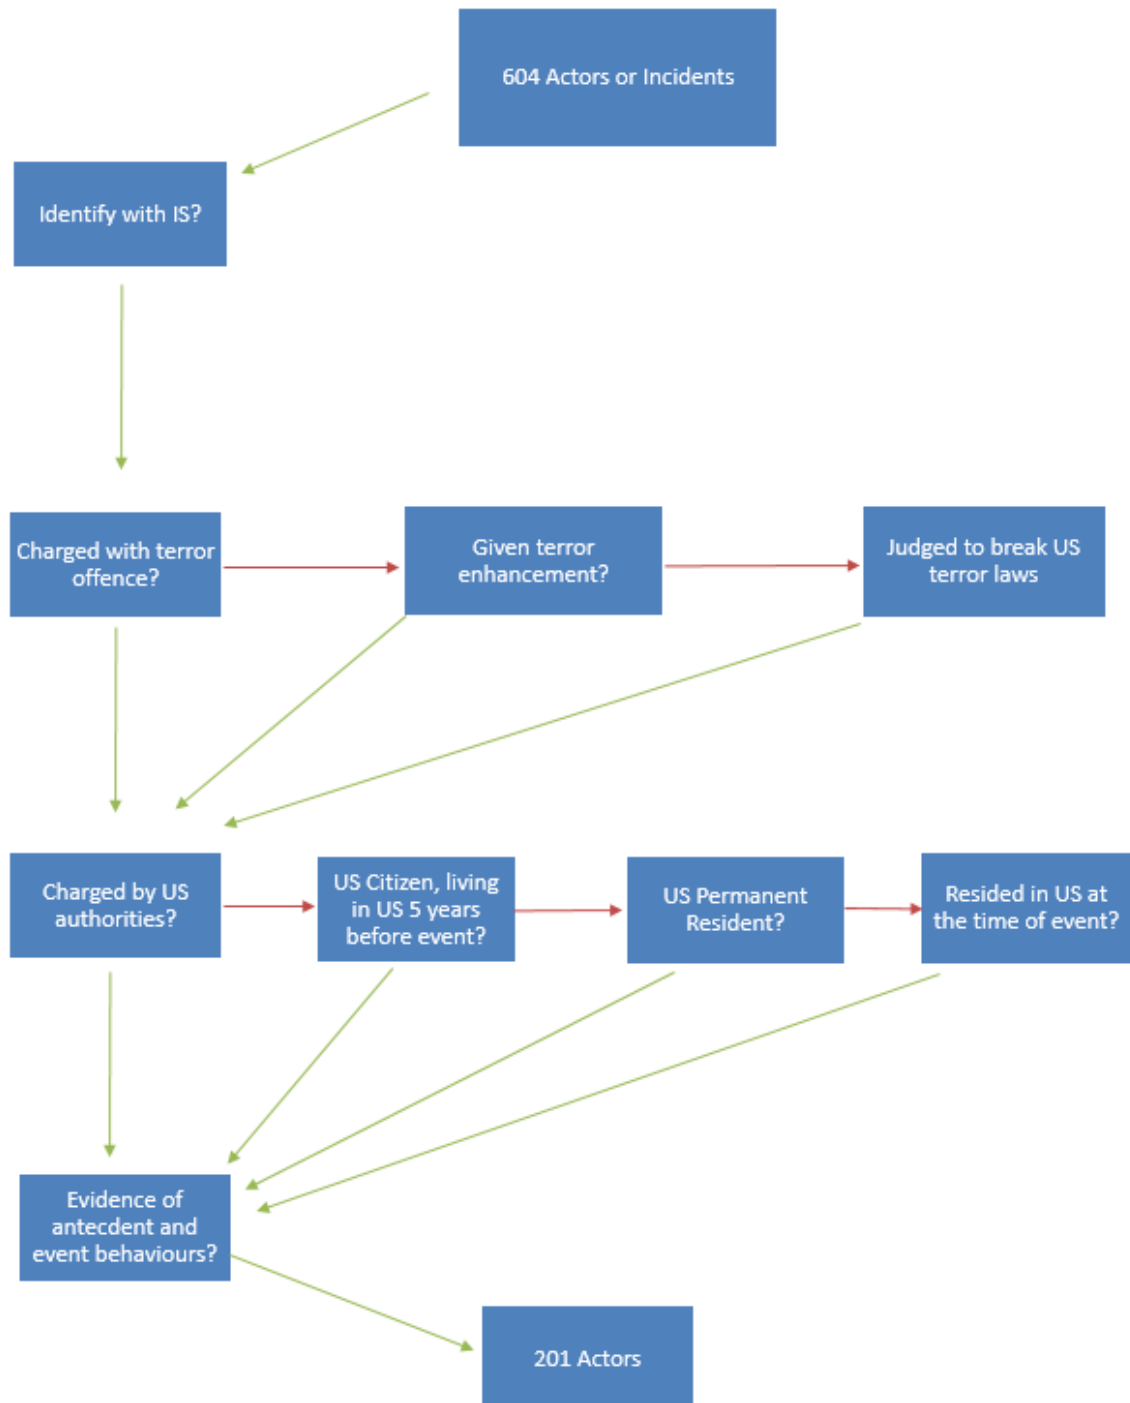 604 Actors or Incidents
Identify with IS?
Charged with terror
offence?
Given terror
enhancement?
Judged to break US
terror laws
Charged by US
authorities?
US Citizen, living
in US 5 years
before event?
US Permanent
Resident?
Resided in US at
the time of event?
Evidence of
antecdent and
event behaviours?
201 Actors